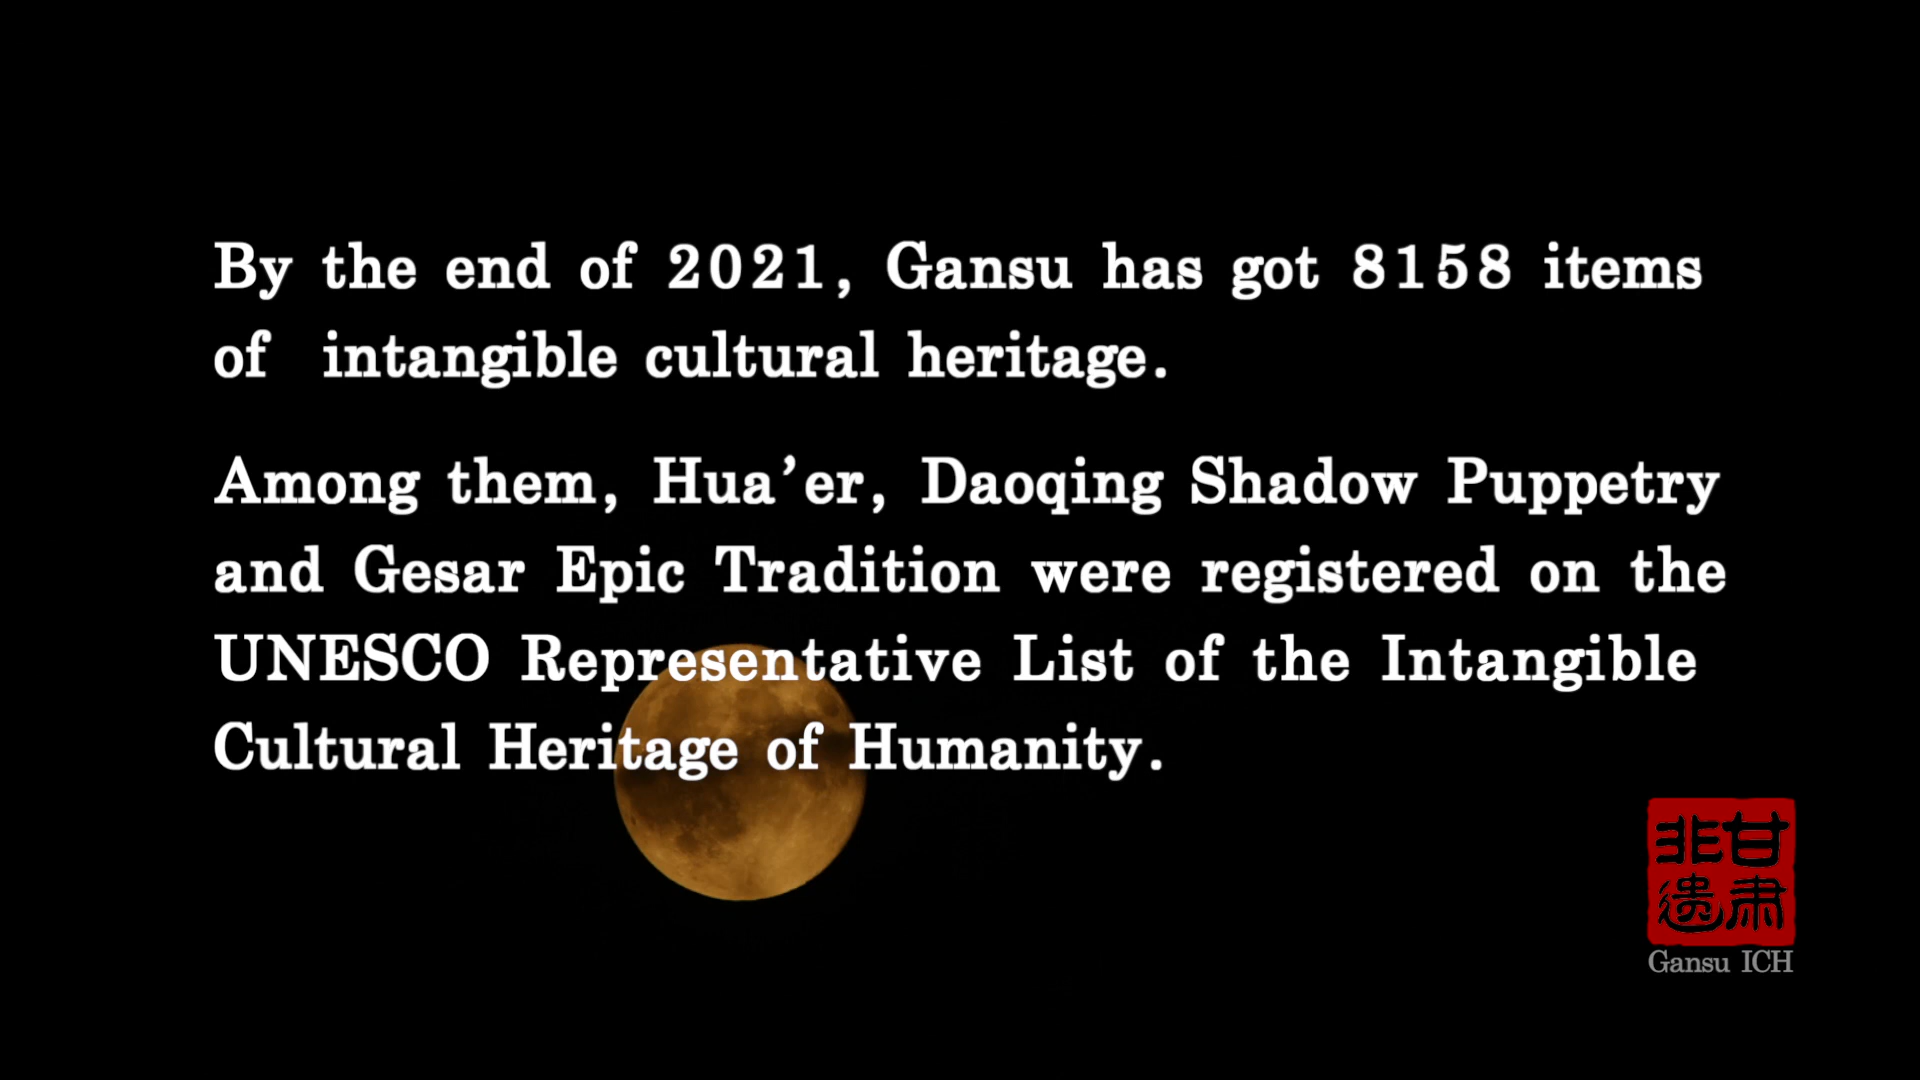 By the end of 2021, Gansu has got 8158 items
of intangible cultural heritage.
Among them, Hua’er, Daoqing Shadow Puppetry
and Gesar Epic Tradition were registered on the
UNESCO Representative List of the Intangible
Cultural Heritage of Humanity.
甘肃
非遗
Gansu ICH